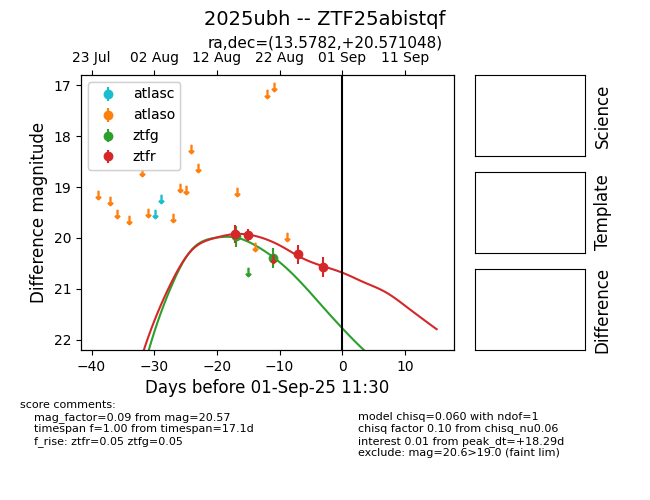 2025ubh -- ZTF25abistqf
ra,dec=(13.5782,+20.571048)
23 Jul 02 Aug 12 Aug 22 Aug 01 Sep 11 Sep
atlasc
atlaso
ztfg
ztfr
17
18
19
20
21
22
Difference magnitude
−40 −30 −20 −10 0 10
Days before 01-Sep-25 11:30
Science
Template
Difference
score comments:
mag_factor=0.09 from mag=20.57
timespan f=1.00 from timespan=17.1d
f_rise: ztfr=0.05 ztfg=0.05
model chisq=0.060 with ndof=1
chisq factor 0.10 from chisq_nu0.06
interest 0.01 from peak_dt=+18.29d
exclude: mag=20.6>19.0 (faint lim)